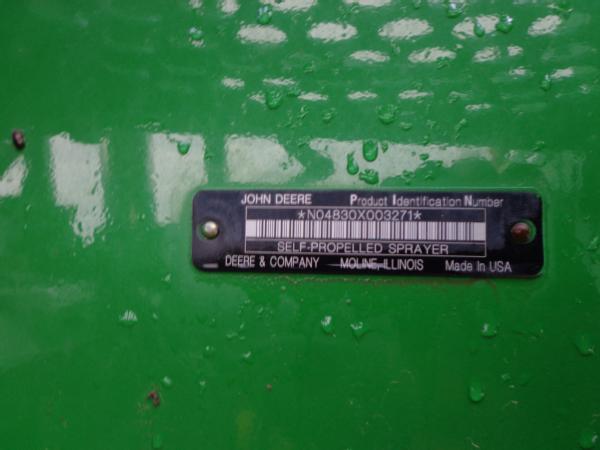 JOHN DEERE Product Identification Number
*N04830X003271*
SELF-PROPELLED SPRAYER
DEERE & COMPANY MOLINE, ILLINOIS Made In USA